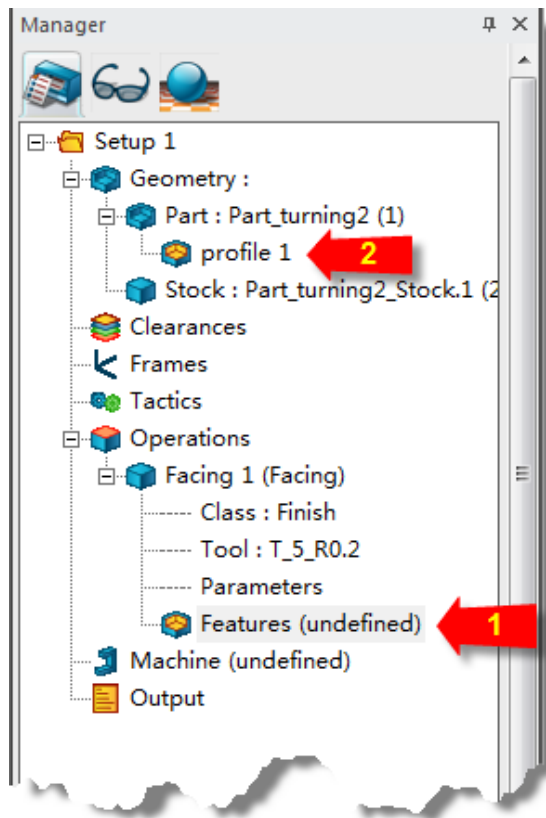 Manager
Setup 1
Geometry :
Part : Part_turning2 (1)
profile 1
2
Stock : Part_turning2_Stock.1 (2
Clearances
Frames
Tactics
Operations
Facing 1 (Facing)
Class : Finish
Tool : T_5_R0.2
Parameters
Features (undefined)
1
Machine (undefined)
Output